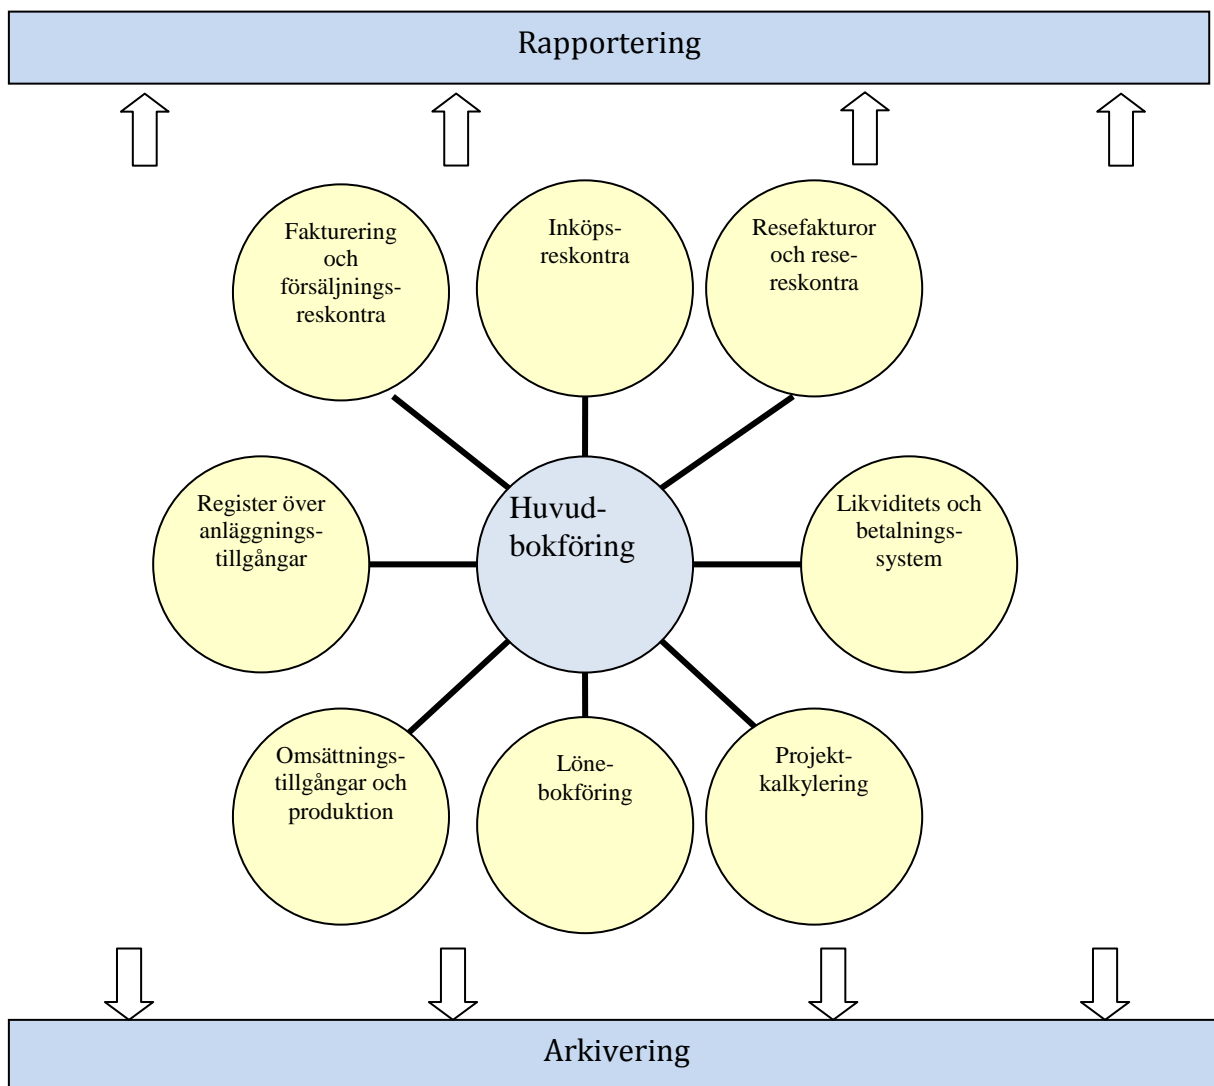 Rapportering
Fakturering
och
försäljnings-
reskontra
Inköps-
reskontra
Resefakturor
och rese-
reskontra
Register över
anläggnings-
tillgångar
Huvud-
bokföring
Likviditets och
betalnings-
system
Omsättnings-
tillgångar och
produktion
Löne-
bokföring
Projekt-
kalkylering
Arkivering